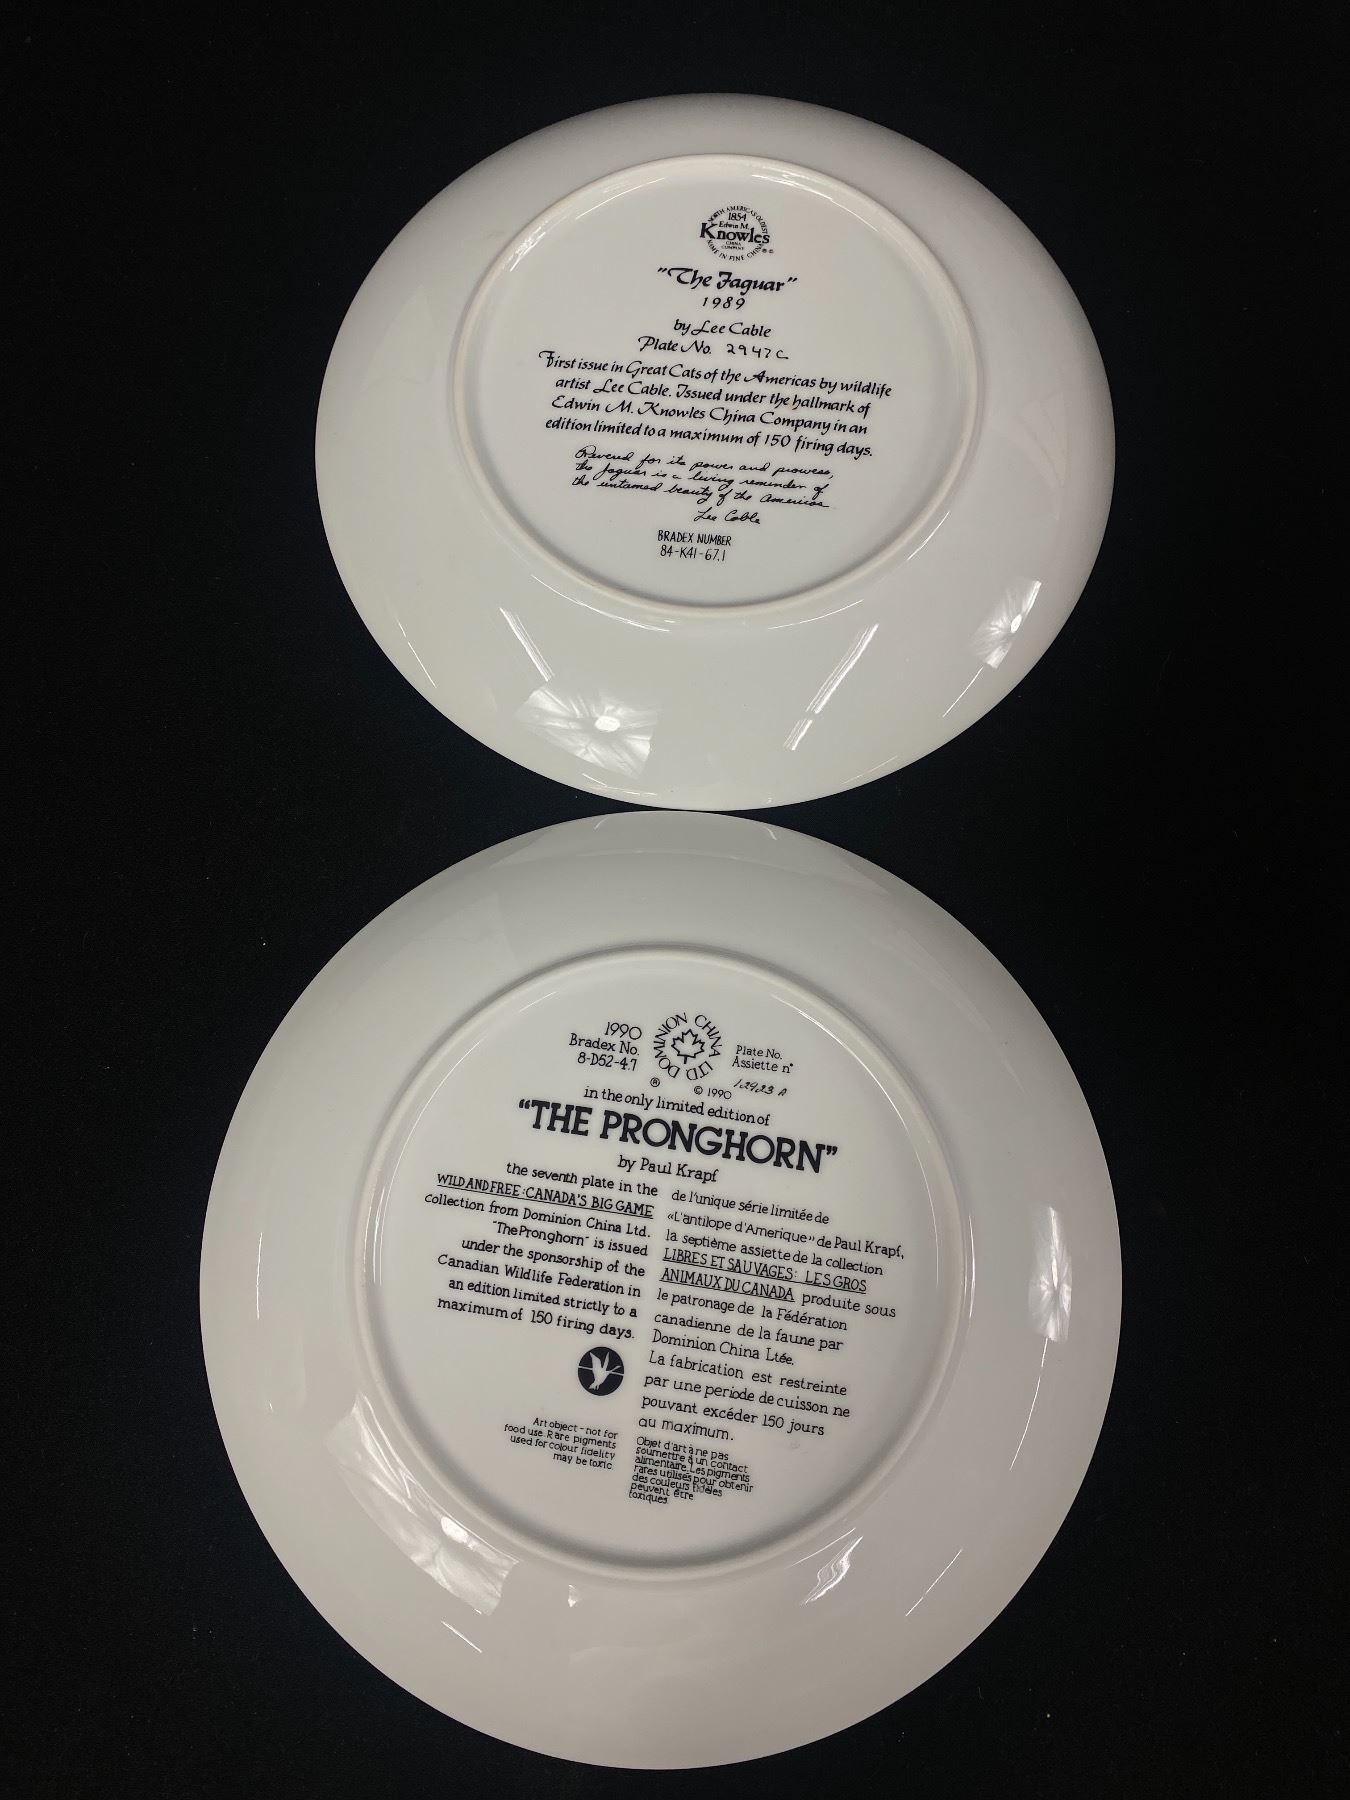 NORTH AMERICA'S OLDEST
1854
Edwin M.
Knowles
CHINA
COMPANY
NAME IN FINE CHINA
® ©
"The Jaguar"
1989
by Lee Cable
Plate No. 2947C
First issue in Great Cats of the Americas by wildlife
artist Lee Cable. Issued under the hallmark of
Edwin M. Knowles China Company in an
edition limited to a maximum of 150 firing days.
Revered for its power and prowess,
the jaguar is a living reminder of
the untamed beauty of the Americas
Lee Cable
BRADEX NUMBER
84-K41-67.1
1990
Bradex No.
8-D52-4.7
DOMINION CHINA LTD
®
© 1990
Plate No.
Assiette n°
12923 A
in the only limited edition of
“THE PRONGHORN”
by Paul Krapf
the seventh plate in the
WILD AND FREE: CANADA'S BIG GAME
collection from Dominion China Ltd.
"The Pronghorn" is issued
under the sponsorship of the
Canadian Wildlife Federation in
an edition limited strictly to a
maximum of 150 firing days.
de l'unique série limitée de
«L'antilope d'Amerique» de Paul Krapf,
la septième assiette de la collection
LIBRES ET SAUVAGES: LES GROS
ANIMAUX DU CANADA produite sous
le patronage de la Fédération
canadienne de la faune par
Dominion China Ltée.
La fabrication est restreinte
par une periode de cuisson ne
pouvant excéder 150 jours
au maximum.
Art object - not for
food use. Rare pigments
used for colour fidelity
may be toxic.
Objet d'art à ne pas
soumettre à un contact
alimentaire. Les pigments
rares utilisés pour obtenir
des couleurs fidèles
peuvent être
toxiques.